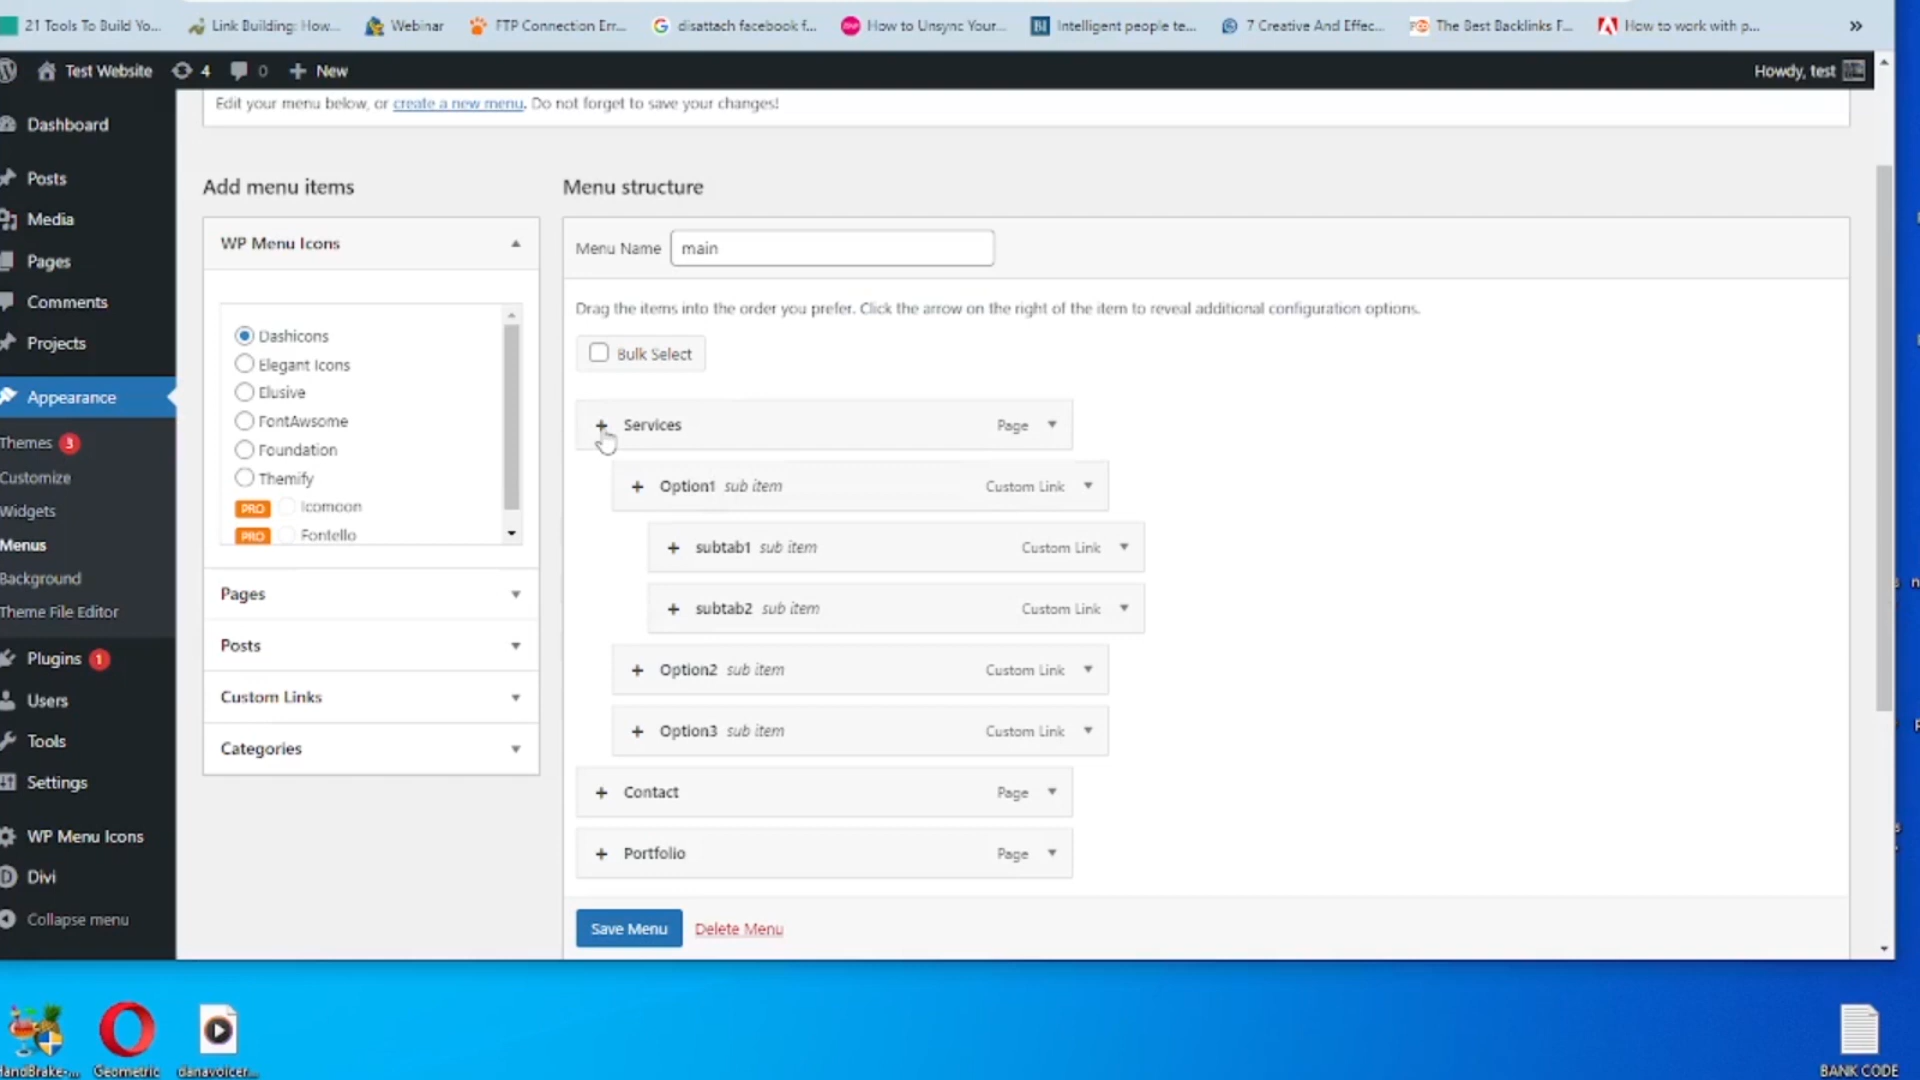 21 Tools To Build Yo...
Link Building: How...
Webinar
FTP Connection Err...
disattach facebook f...
How to Unsync Your...
Intelligent people te...
7 Creative And Effec...
The Best Backlinks F...
How to work with p...
»
Test Website
4
0
New
Howdy, test
Edit your menu below, or create a new menu. Do not forget to save your changes!
Dashboard
Posts
Media
Pages
Comments
Projects
Appearance
Themes 3
Customize
Widgets
Menus
Background
Theme File Editor
Plugins 1
Users
Tools
Settings
WP Menu Icons
Divi
Collapse menu
Add menu items
WP Menu Icons
Dashicons
Elegant Icons
Elusive
FontAwsome
Foundation
Themify
PRO Icomoon
PRO Fontello
Pages
Posts
Custom Links
Categories
Menu structure
Menu Name main
Drag the items into the order you prefer. Click the arrow on the right of the item to reveal additional configuration options.
Bulk Select
Services Page
Option1 sub item Custom Link
subtab1 sub item Custom Link
subtab2 sub item Custom Link
Option2 sub item Custom Link
Option3 sub item Custom Link
Contact Page
Portfolio Page
Save Menu Delete Menu
Geometric
danavoicer...
BANK CODE